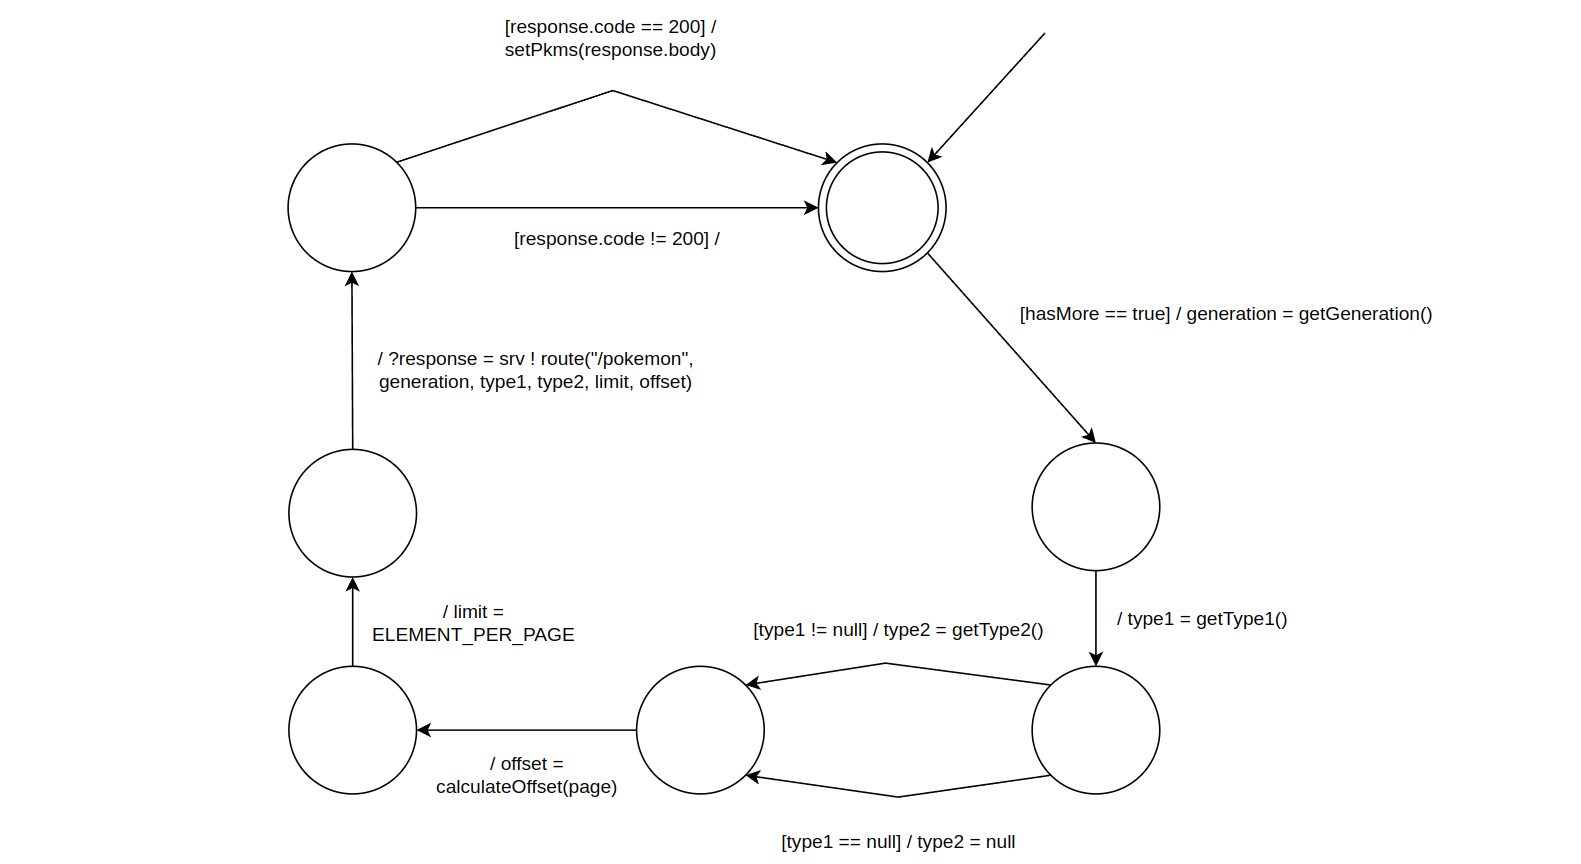 [response.code == 200] /
setPkms(response.body)
[response.code != 200] /
[hasMore == true] / generation = getGeneration()
/ ?response = srv ! route("/pokemon",
generation, type1, type2, limit, offset)
/ limit =
ELEMENT_PER_PAGE
[type1 != null] / type2 = getType2()
/ type1 = getType1()
/ offset =
calculateOffset(page)
[type1 == null] / type2 = null